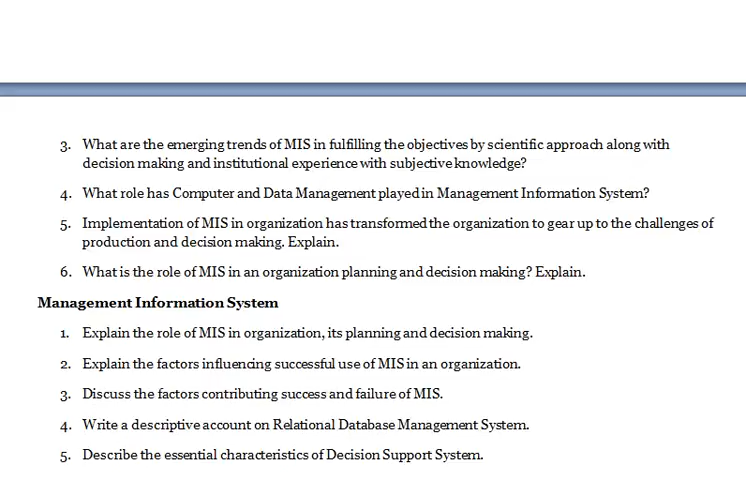 3. What are the emerging trends of MIS in fulfilling the objectives by scientific approach along with
decision making and institutional experience with subjective knowledge?
4. What role has Computer and Data Management played in Management Information System?
5. Implementation of MIS in organization has transformed the organization to gear up to the challenges of
production and decision making. Explain.
6. What is the role of MIS in an organization planning and decision making? Explain.
Management Information System
1. Explain the role of MIS in organization, its planning and decision making.
2. Explain the factors influencing successful use of MIS in an organization.
3. Discuss the factors contributing success and failure of MIS.
4. Write a descriptive account on Relational Database Management System.
5. Describe the essential characteristics of Decision Support System.